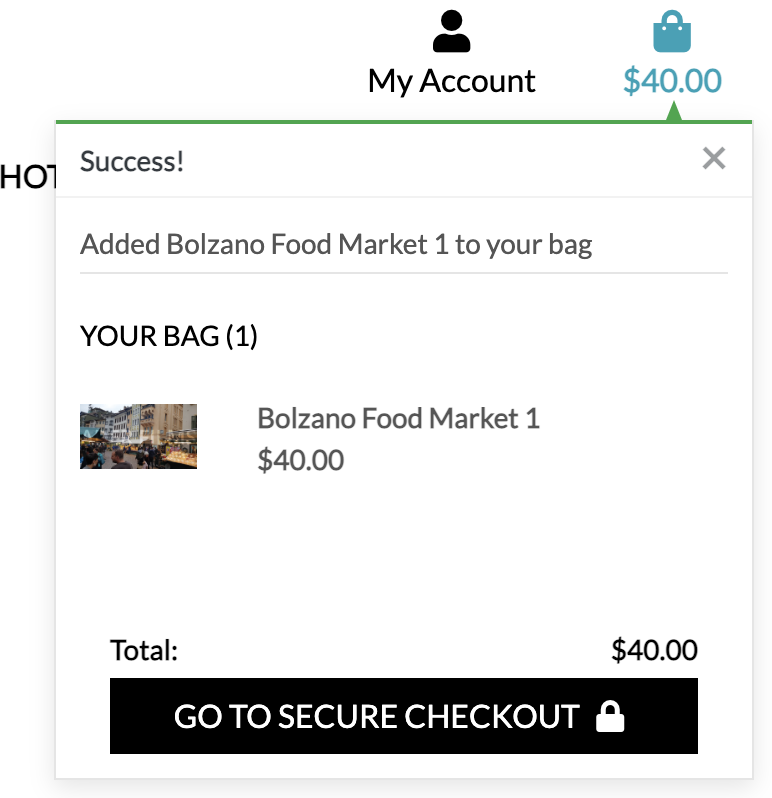 My Account
$40.00
HOT
Success!
Added Bolzano Food Market 1 to your bag
YOUR BAG (1)
Bolzano Food Market 1
$40.00
Total: $40.00
GO TO SECURE CHECKOUT